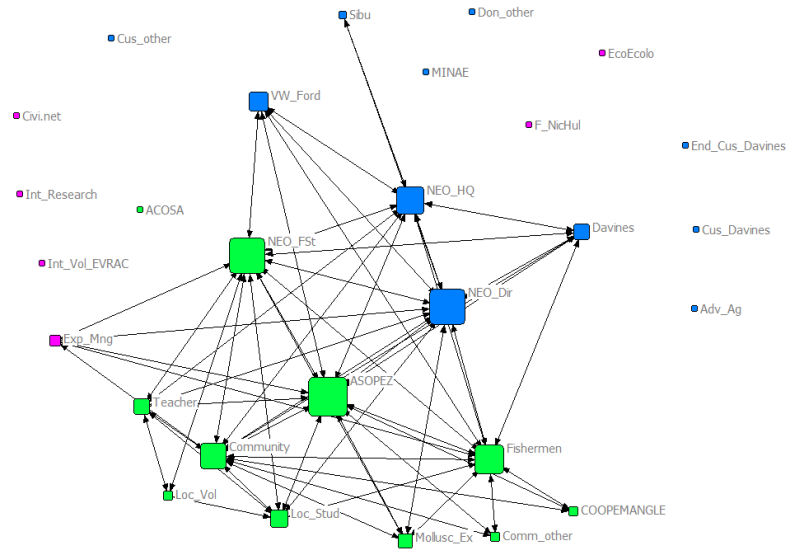 Sibu
Don_other
Cus_other
EcoEcolo
MINAE
VW_Ford
Civi.net
F_NicHul
End_Cus_Davines
NEO_HQ
Int_Research
ACOSA
Davines
Cus_Davines
NEO_FSt
Int_Vol_EVRAC
NEO_Dir
Adv_Ag
Exp_Mng
ASOPEZ
Teacher
Community
Fishermen
Loc_Vol
COOPEMANGLE
Loc_Stud
Comm_other
Mollusc_Ex